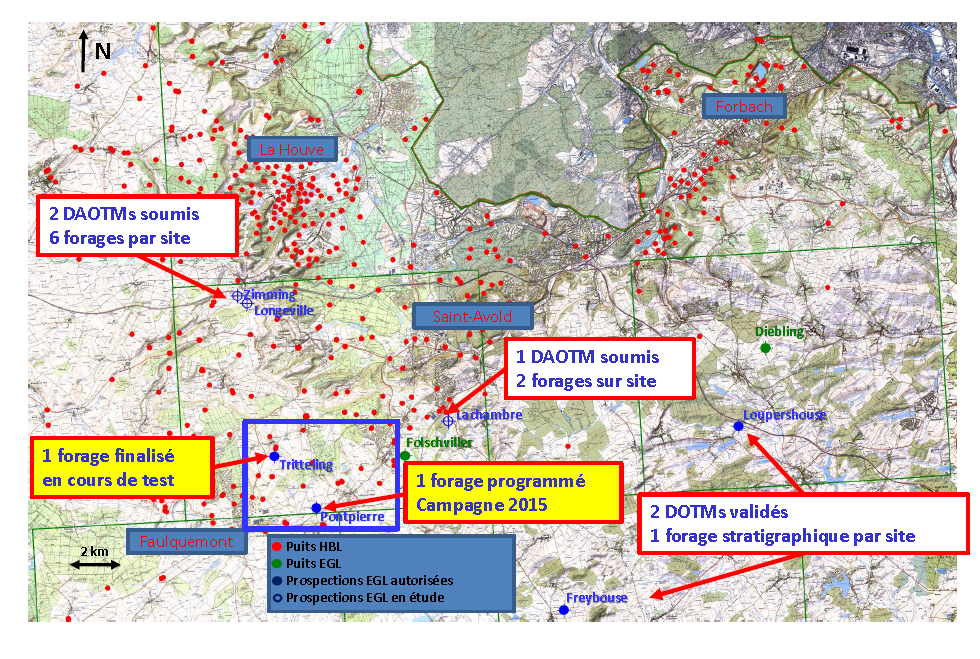 N
Forbach
La Houve
2 DAOTMs soumis
6 forages par site
Zimming
Longeville
Saint-Avold
Diebling
1 DAOTM soumis
2 forages sur site
Lachambre
Loupershouse
Folschviller
1 forage finalisé
en cours de test
Tritteling
1 forage programmé
Campagne 2015
Pontpierre
2 DOTMs validés
1 forage stratigraphique par site
Faulquemont
2 km
Puits HBL
Puits EGL
Prospections EGL autorisées
Prospections EGL en étude
Freybouse